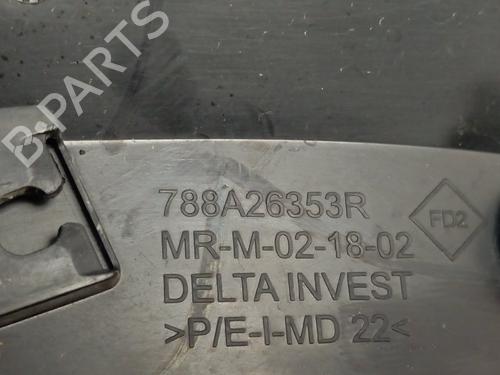 B-PARTS
788A26353R
FD2
MR-M-02-18-02
DELTA INVEST
>P/E-I-MD 22<